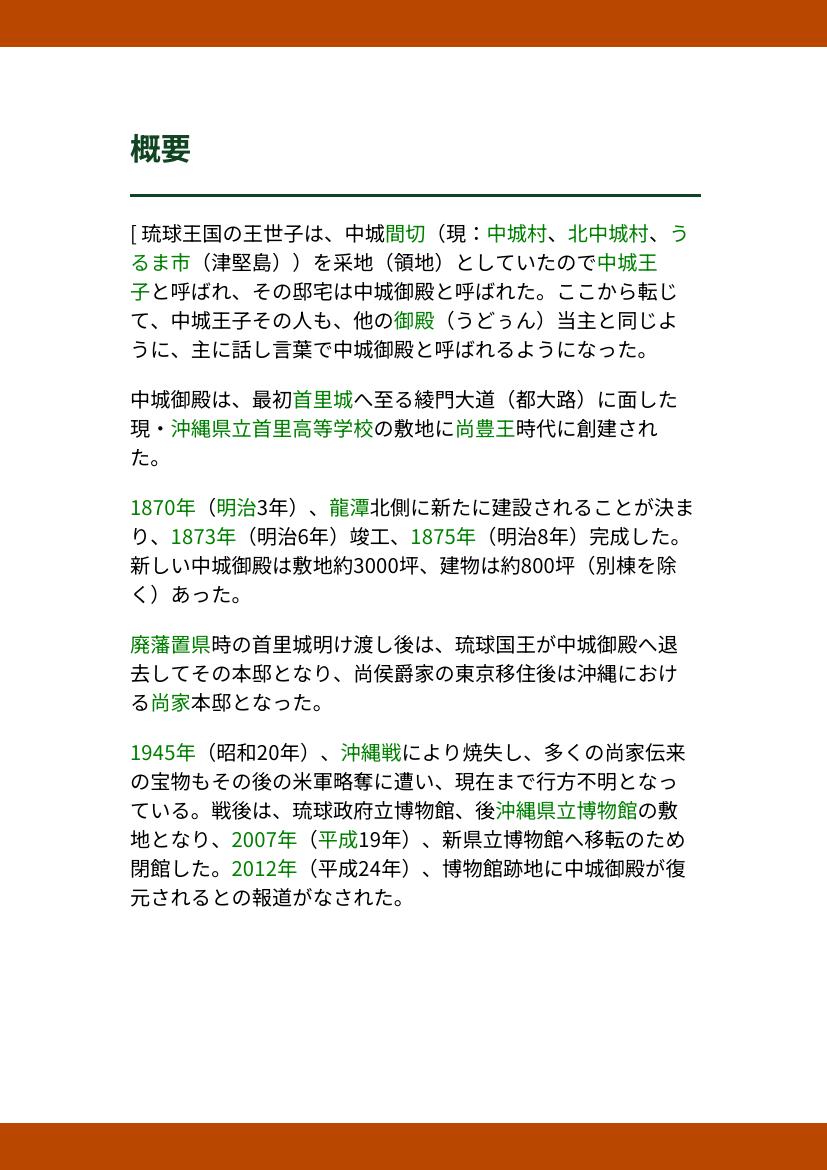 概要
[ 琉球王国の王世子は、中城間切（現：中城村、北中城村、う
るま市（津堅島））を采地（領地）としていたので中城王
子と呼ばれ、その邸宅は中城御殿と呼ばれた。ここから転じ
て、中城王子その人も、他の御殿（うどぅん）当主と同じよ
うに、主に話し言葉で中城御殿と呼ばれるようになった。
中城御殿は、最初首里城へ至る綾門大道（都大路）に面した
現・沖縄県立首里高等学校の敷地に尚豊王時代に創建され
た。
1870年（明治3年）、龍潭北側に新たに建設されることが決ま
り、1873年（明治6年）竣工、1875年（明治8年）完成した。
新しい中城御殿は敷地約3000坪、建物は約800坪（別棟を除
く）あった。
廃藩置県時の首里城明け渡し後は、琉球国王が中城御殿へ退
去してその本邸となり、尚侯爵家の東京移住後は沖縄におけ
る尚家本邸となった。
1945年（昭和20年）、沖縄戦により焼失し、多くの尚家伝来
の宝物もその後の米軍略奪に遭い、現在まで行方不明となっ
ている。戦後は、琉球政府立博物館、後沖縄県立博物館の敷
地となり、2007年（平成19年）、新県立博物館へ移転のため
閉館した。2012年（平成24年）、博物館跡地に中城御殿が復
元されるとの報道がなされた。